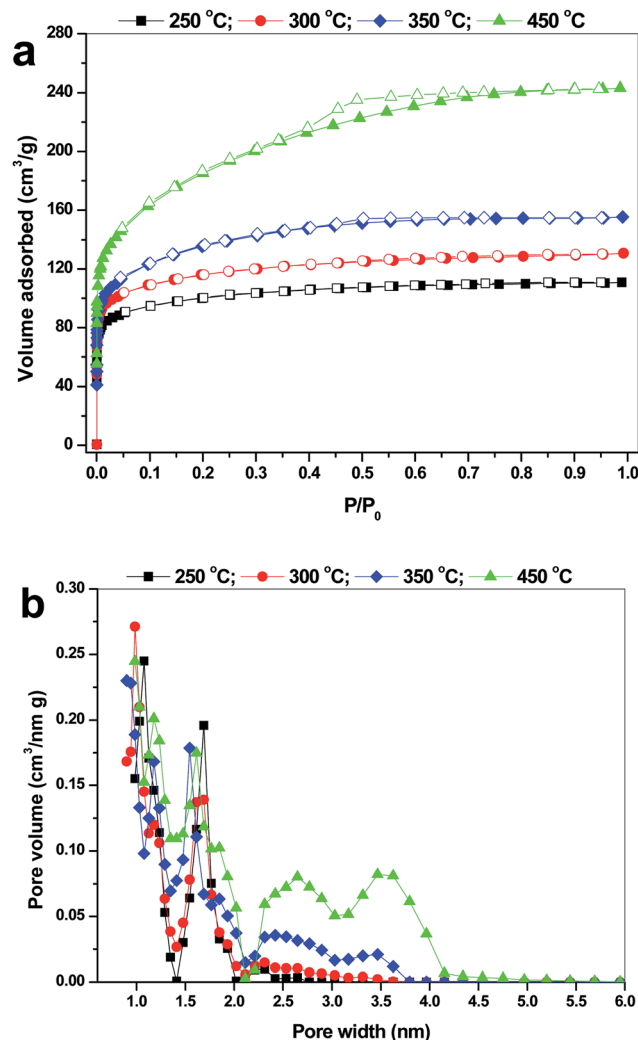 250 °C; 300 °C; 350 °C; 450 °C
a
280
240
200
160
120
80
40
0
Volume adsorbed (cm³/g)
0.0 0.1 0.2 0.3 0.4 0.5 0.6 0.7 0.8 0.9 1.0
P/P₀
250 °C; 300 °C; 350 °C; 450 °C
b
0.30
0.25
0.20
0.15
0.10
0.05
0.00
Pore volume (cm³/nm g)
1.0 1.5 2.0 2.5 3.0 3.5 4.0 4.5 5.0 5.5 6.0
Pore width (nm)